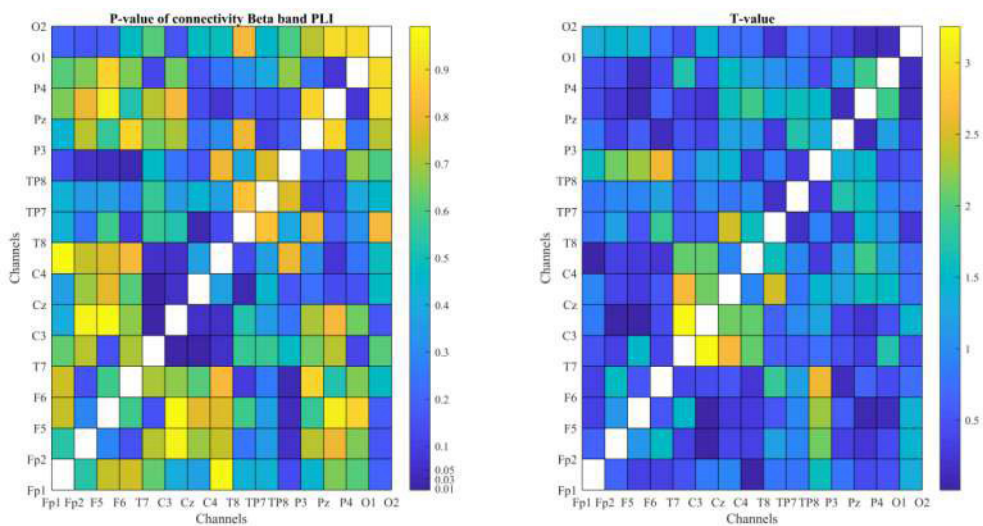 P-value of connectivity Beta band PLI
O2
O1
P4
Pz
P3
TP8
TP7
T8
C4
Cz
C3
T7
F6
F5
Fp2
Fp1
Channels
Fp1 Fp2 F5 F6 T7 C3 Cz C4 T8 TP7 TP8 P3 Pz P4 O1 O2
Channels
0.9
0.8
0.7
0.6
0.5
0.4
0.3
0.2
0.1
0.05
0.03
0.01
T-value
O2
O1
P4
Pz
P3
TP8
TP7
T8
C4
Cz
C3
T7
F6
F5
Fp2
Fp1
Channels
Fp1 Fp2 F5 F6 T7 C3 Cz C4 T8 TP7 TP8 P3 Pz P4 O1 O2
Channels
3
2.5
2
1.5
1
0.5